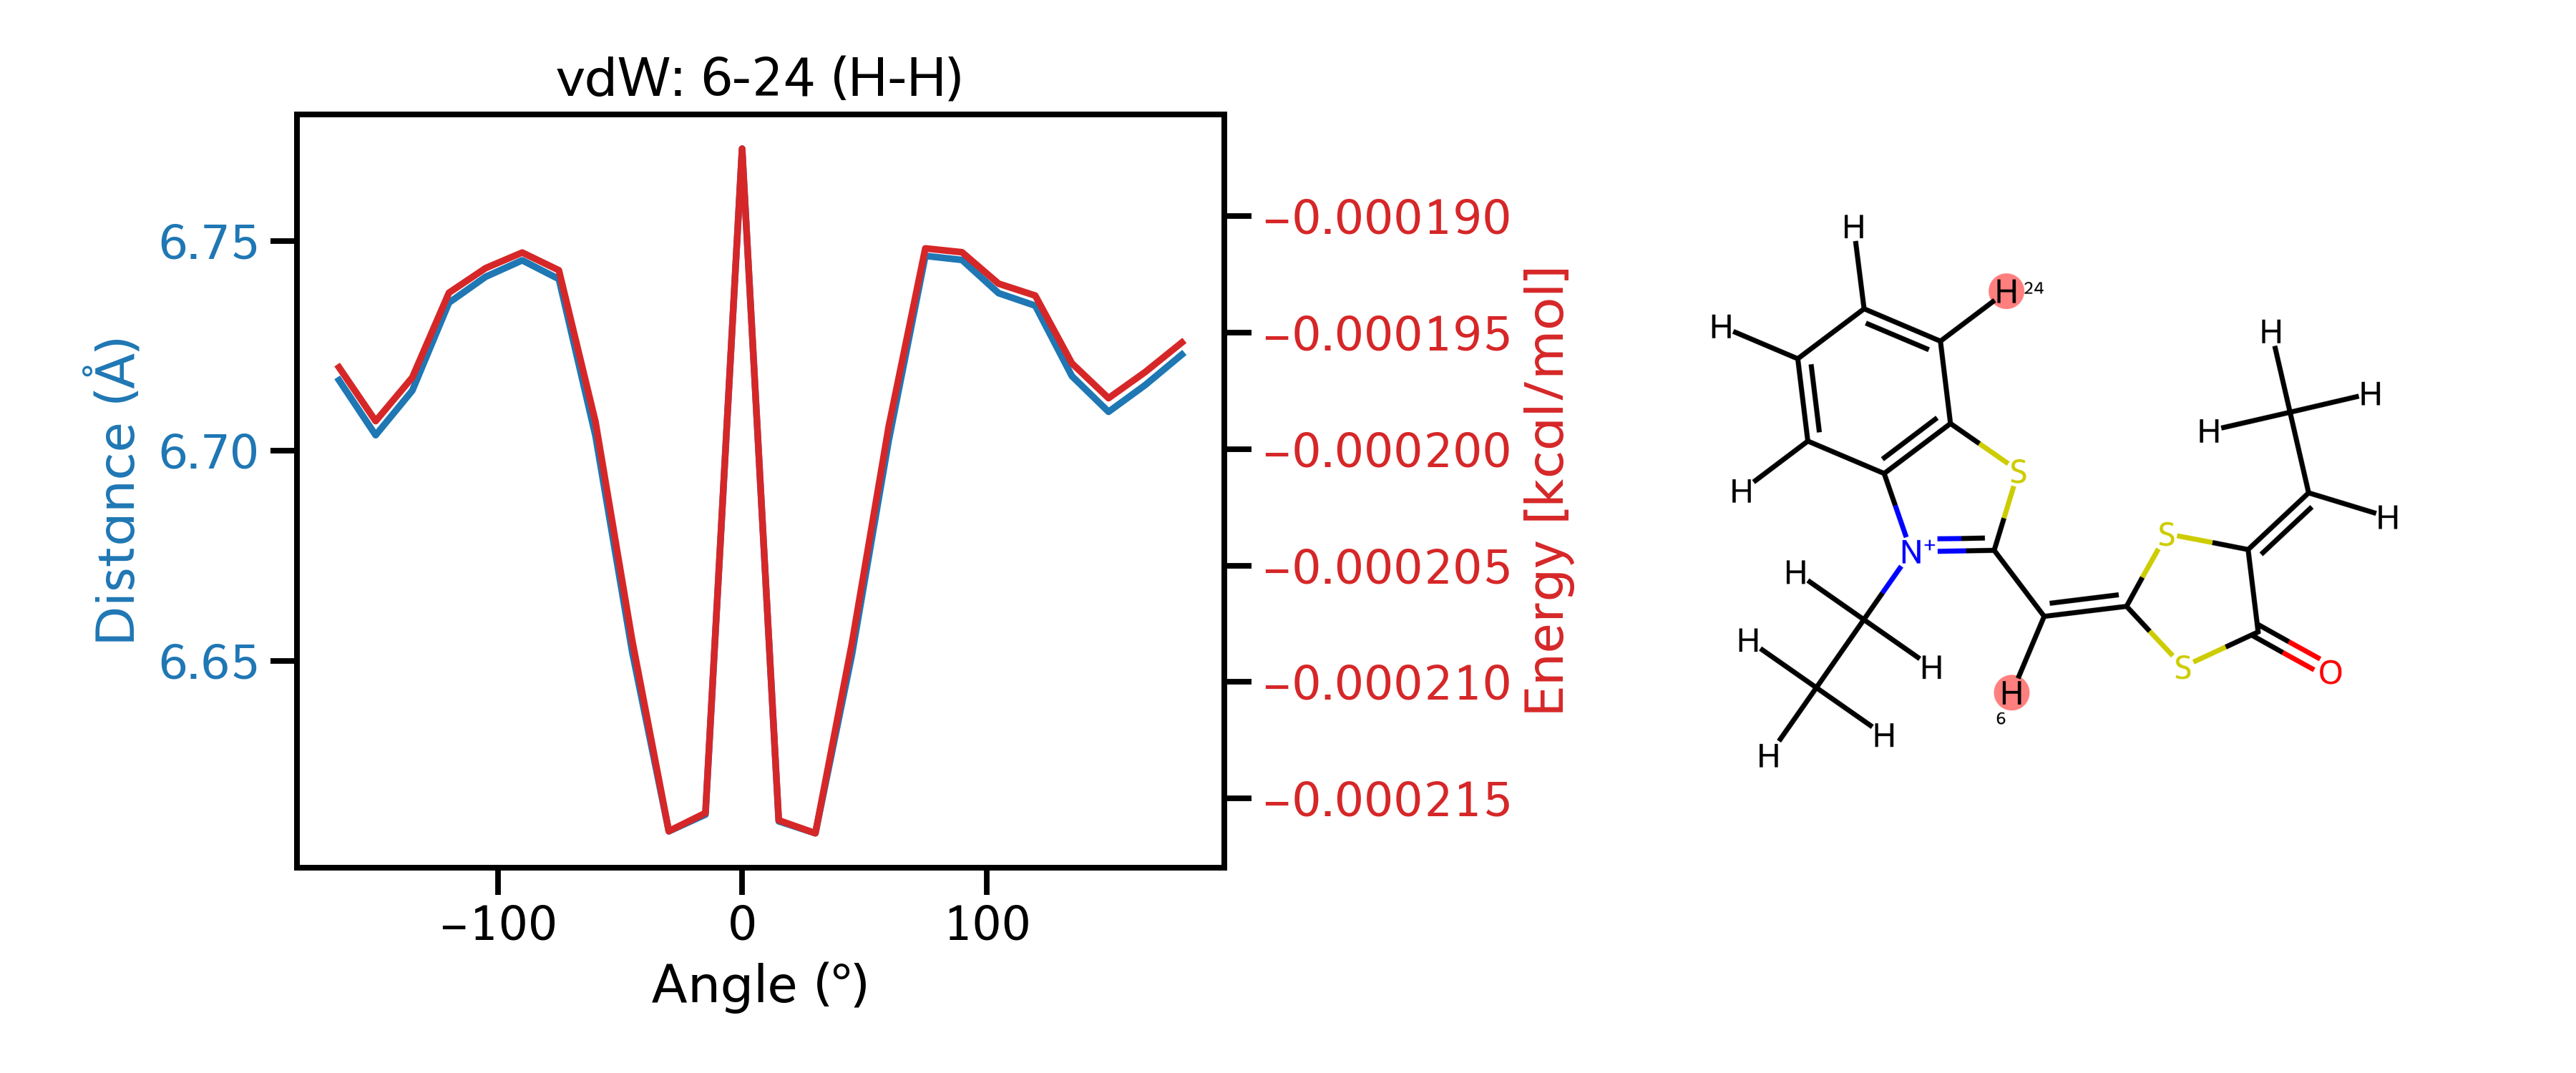 vdW: 6-24 (H-H)
6.75
6.70
6.65
Distance (Å)
−0.000190
−0.000195
−0.000200
−0.000205
−0.000210
−0.000215
Energy [kcal/mol]
−100
0
100
Angle (°)
H
H 24
H
H
H
H
H
S
H
S
N⁺
H
H
H
S
O
H
6
H
H